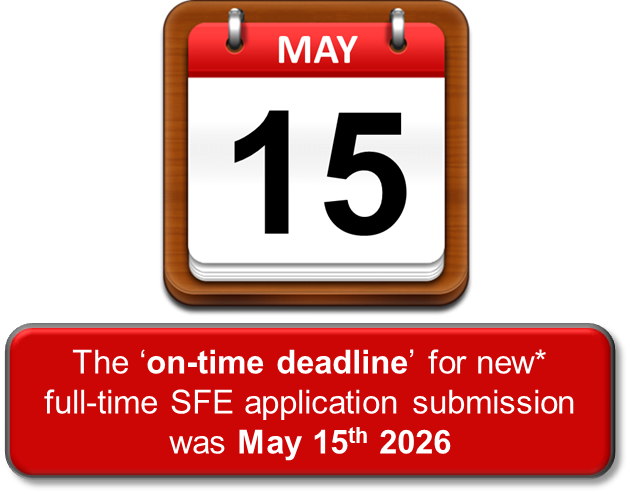 MAY
15
The ‘on-time deadline’ for new*
full-time SFE application submission
was May 15th 2026